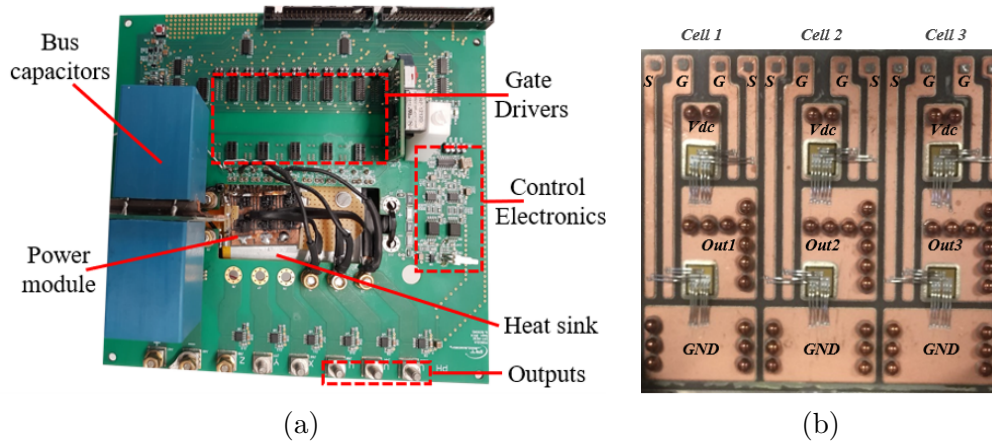 Bus
capacitors
Gate
Drivers
Control
Electronics
Power
module
Heat sink
Outputs
(a)
Cell 1 Cell 2 Cell 3
S G G S S G G S S G G S
Vdc Vdc Vdc
Out1 Out2 Out3
GND GND GND
(b)